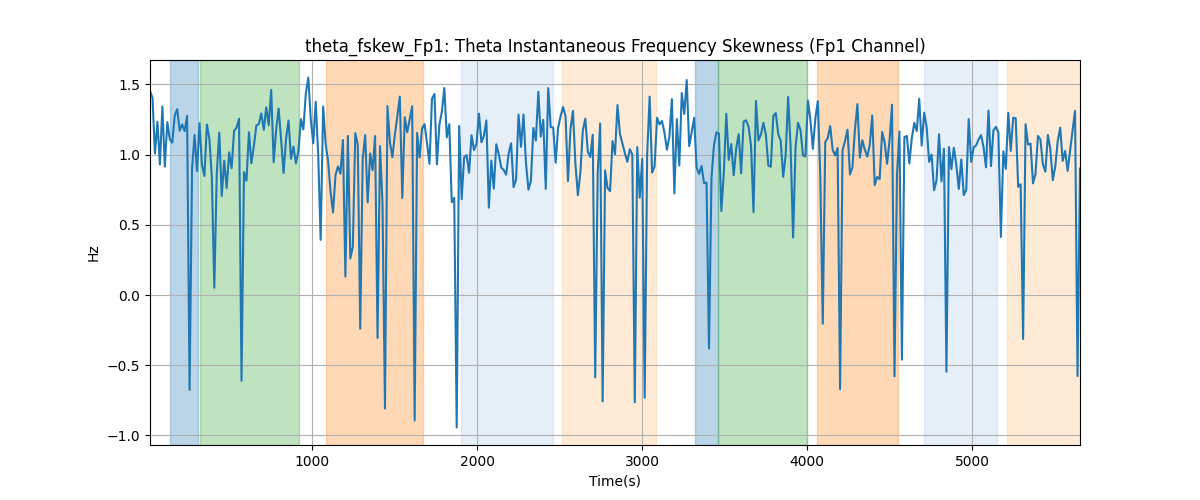 theta_fskew_Fp1: Theta Instantaneous Frequency Skewness (Fp1 Channel)
1.5
1.0
0.5
0.0
−0.5
−1.0
Hz
1000 2000 3000 4000 5000
Time(s)